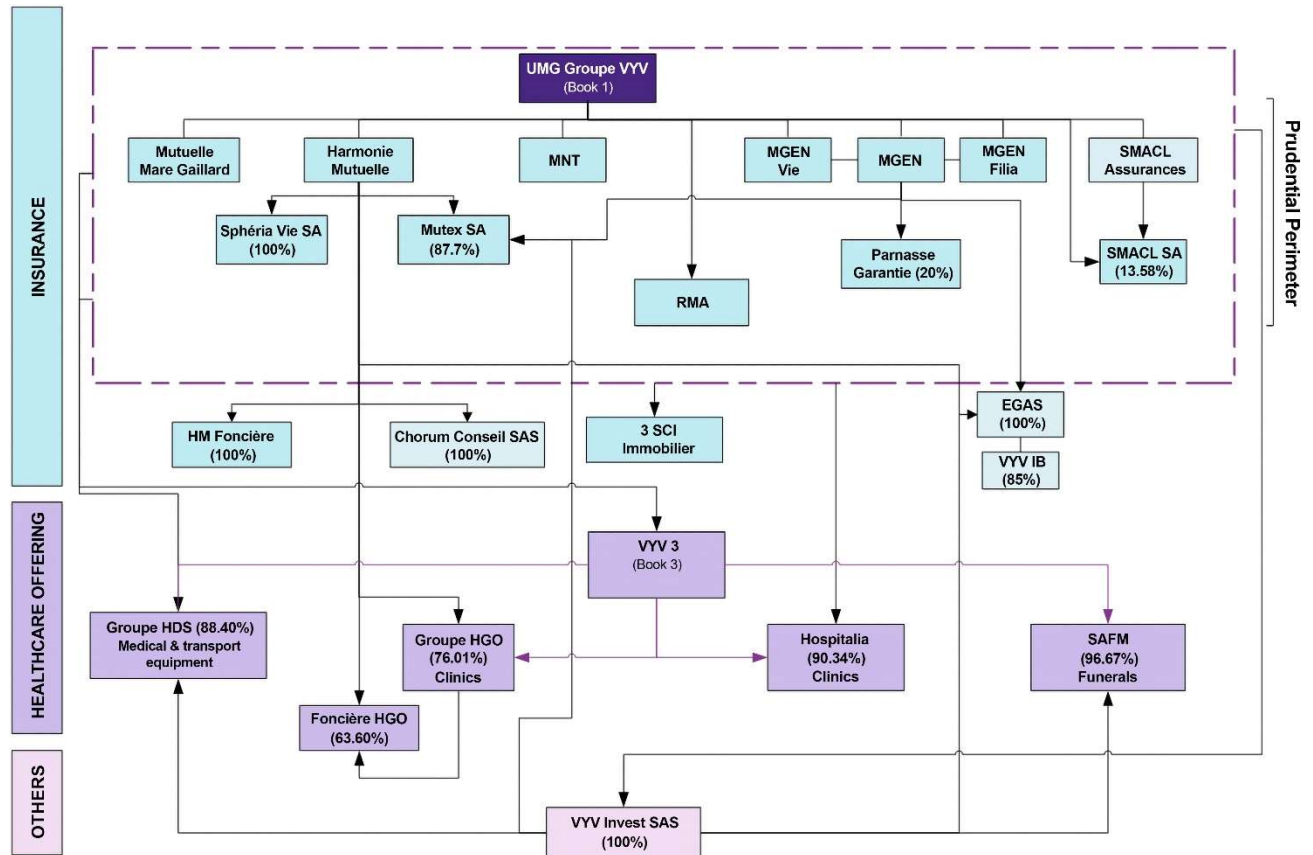 INSURANCE
UMG Groupe VYV
(Book 1)
Prudential Perimeter
Mutuelle
Mare Gaillard
Harmonie
Mutuelle
MNT
MGEN
Vie
MGEN
MGEN
Filia
SMACL
Assurances
Sphéria Vie SA
(100%)
Mutex SA
(87.7%)
Parnasse
Garantie (20%)
SMACL SA
(13.58%)
RMA
HM Foncière
(100%)
Chorum Conseil SAS
(100%)
3 SCI
Immobilier
EGAS
(100%)
VYV IB
(85%)
HEALTHCARE OFFERING
VYV 3
(Book 3)
Groupe HDS (88.40%)
Medical & transport
equipment
Groupe HGO
(76.01%)
Clinics
Hospitalia
(90.34%)
Clinics
SAFM
(96.67%)
Funerals
Foncière HGO
(63.60%)
OTHERS
VYV Invest SAS
(100%)